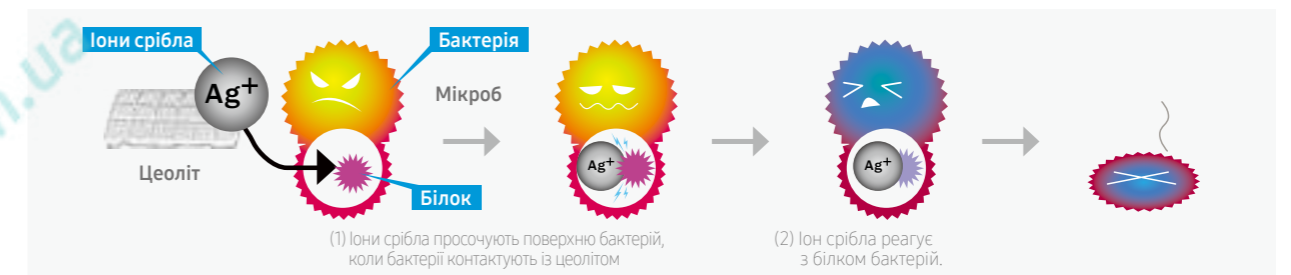 Іони срібла
Бактерія
Ag+
Мікроб
Цеоліт
Білок
Ag+
Ag+
(1) Іони срібла просочують поверхню бактерій,
коли бактерії контактують із цеолітом
(2) Іон срібла реагує
з білком бактерій.